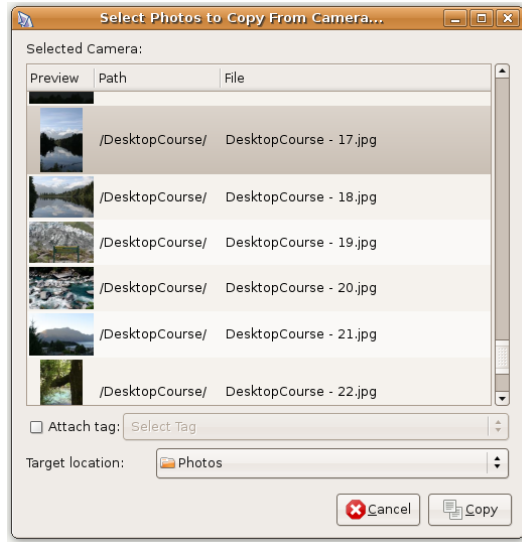 Select Photos to Copy From Camera...
Selected Camera:
Preview Path File
/DesktopCourse/ DesktopCourse - 17.jpg
/DesktopCourse/ DesktopCourse - 18.jpg
/DesktopCourse/ DesktopCourse - 19.jpg
/DesktopCourse/ DesktopCourse - 20.jpg
/DesktopCourse/ DesktopCourse - 21.jpg
/DesktopCourse/ DesktopCourse - 22.jpg
Attach tag: Select Tag
Target location: Photos
Cancel Copy